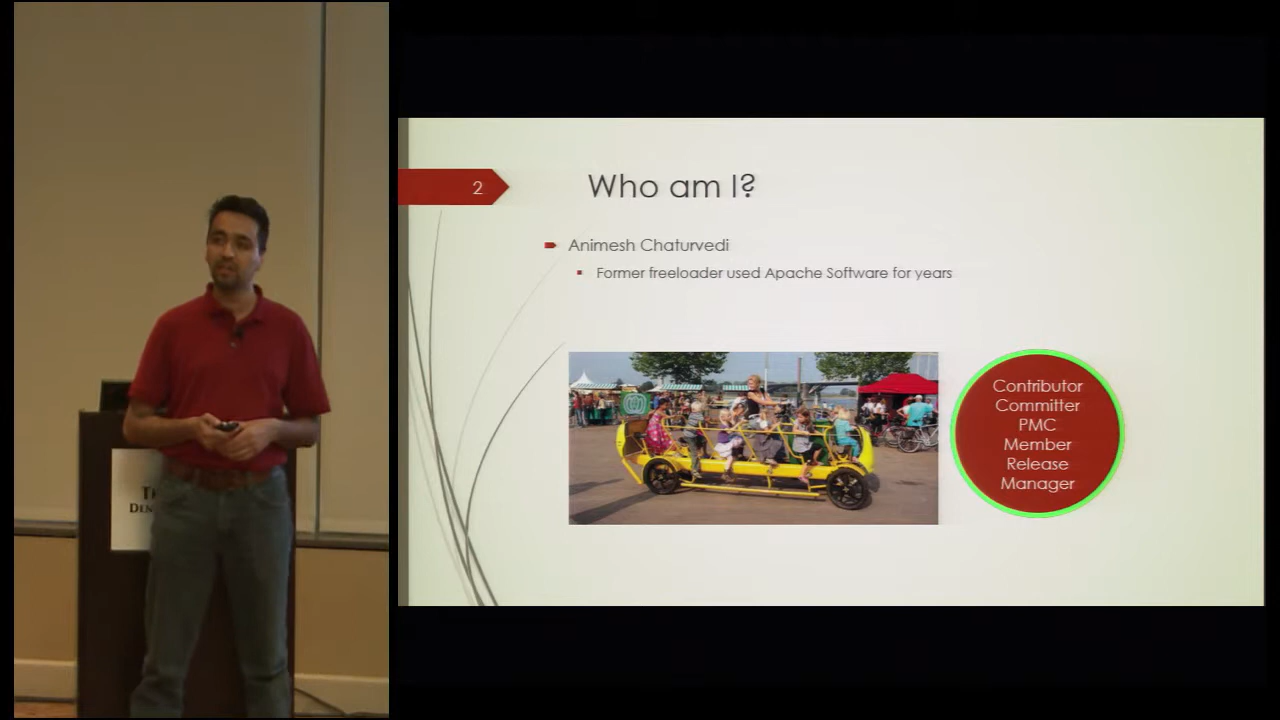 2
Who am I?
Animesh Chaturvedi
Former freeloader used Apache Software for years
Contributor
Committer
PMC
Member
Release
Manager